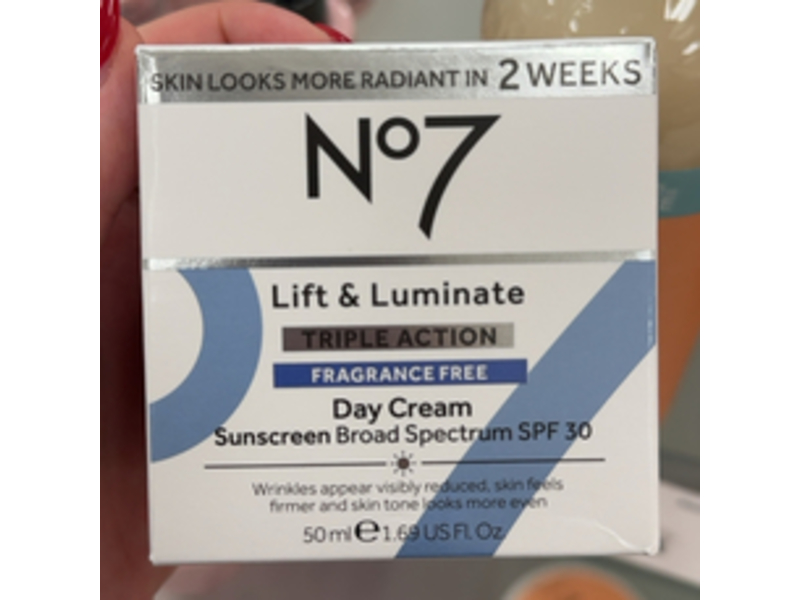 SKIN LOOKS MORE RADIANT IN 2 WEEKS
No7
Lift & Luminate
TRIPLE ACTION
FRAGRANCE FREE
Day Cream
Sunscreen Broad Spectrum SPF 30
Wrinkles appear visibly reduced, skin feels
firmer and skin tone looks more even
50 ml ℮ 1.69 US Fl. Oz.